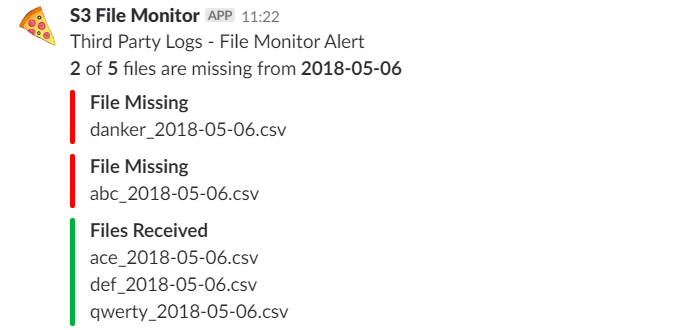 S3 File Monitor APP 11:22
Third Party Logs - File Monitor Alert
2 of 5 files are missing from 2018-05-06
File Missing
danker_2018-05-06.csv
File Missing
abc_2018-05-06.csv
Files Received
ace_2018-05-06.csv
def_2018-05-06.csv
qwerty_2018-05-06.csv